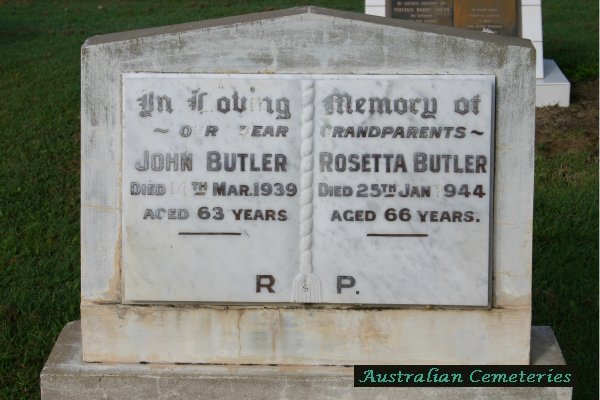 In Loving Memory of
~ OUR DEAR GRANDPARENTS ~
JOHN BUTLER
DIED 14TH MAR.1939
AGED 63 YEARS
ROSETTA BUTLER
DIED 25TH JAN 1944
AGED 66 YEARS.
R P.
Australian Cemeteries